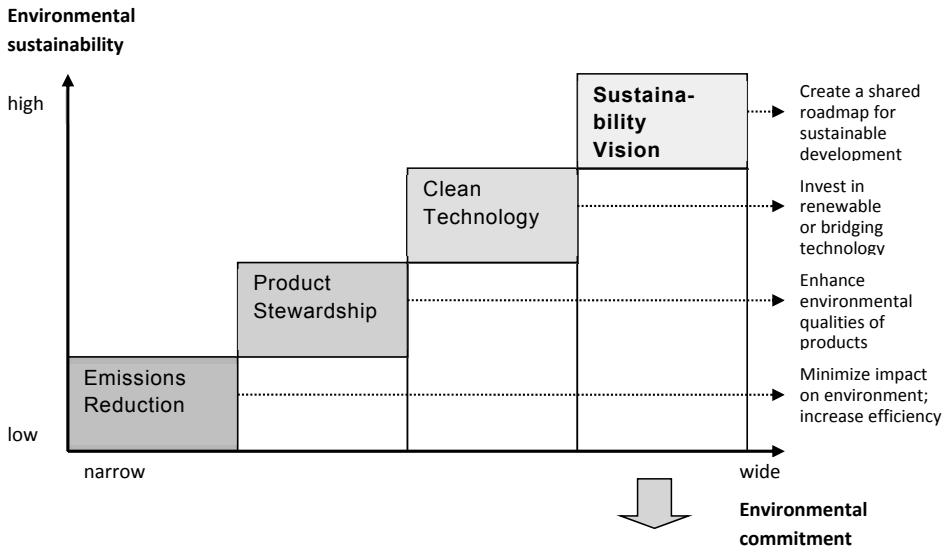 Environmental
sustainability
high
Sustaina-
bility
Vision
Create a shared
roadmap for
sustainable
development
Clean
Technology
Invest in
renewable
or bridging
technology
Product
Stewardship
Enhance
environmental
qualities of
products
Emissions
Reduction
Minimize impact
on environment;
increase efficiency
low
narrow
wide
Environmental
commitment